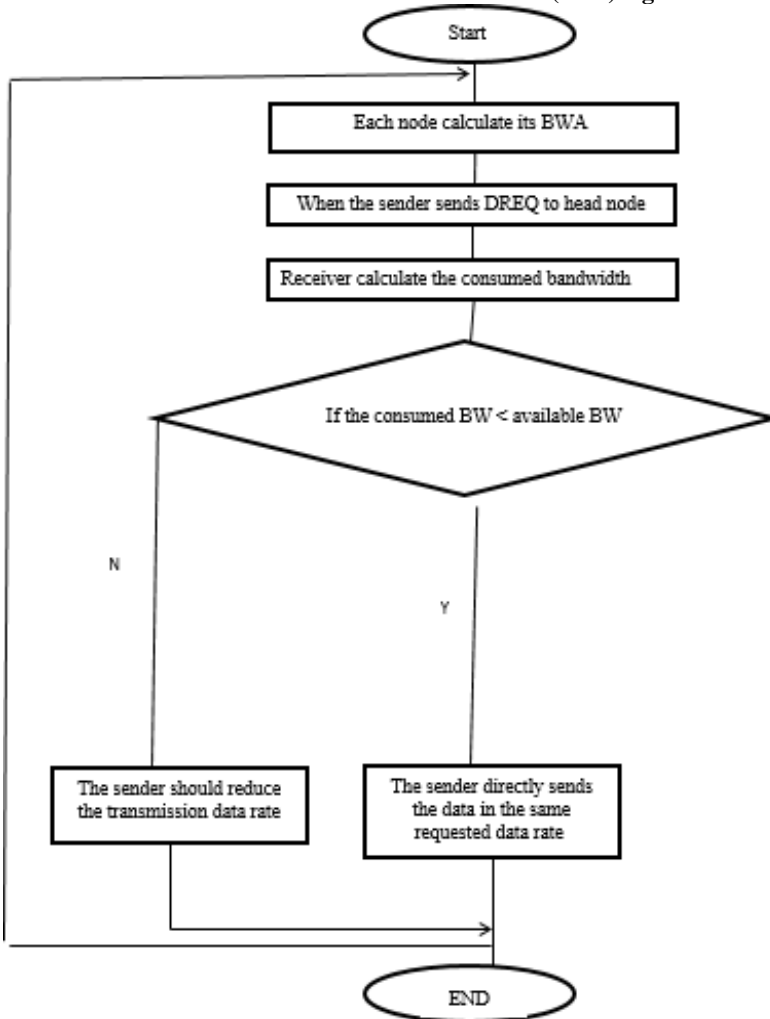 Start
Each node calculate its BWA
When the sender sends DREQ to head node
Receiver calculate the consumed bandwidth
If the consumed BW < available BW
N
Y
The sender should reduce
the transmission data rate
The sender directly sends
the data in the same
requested data rate
END